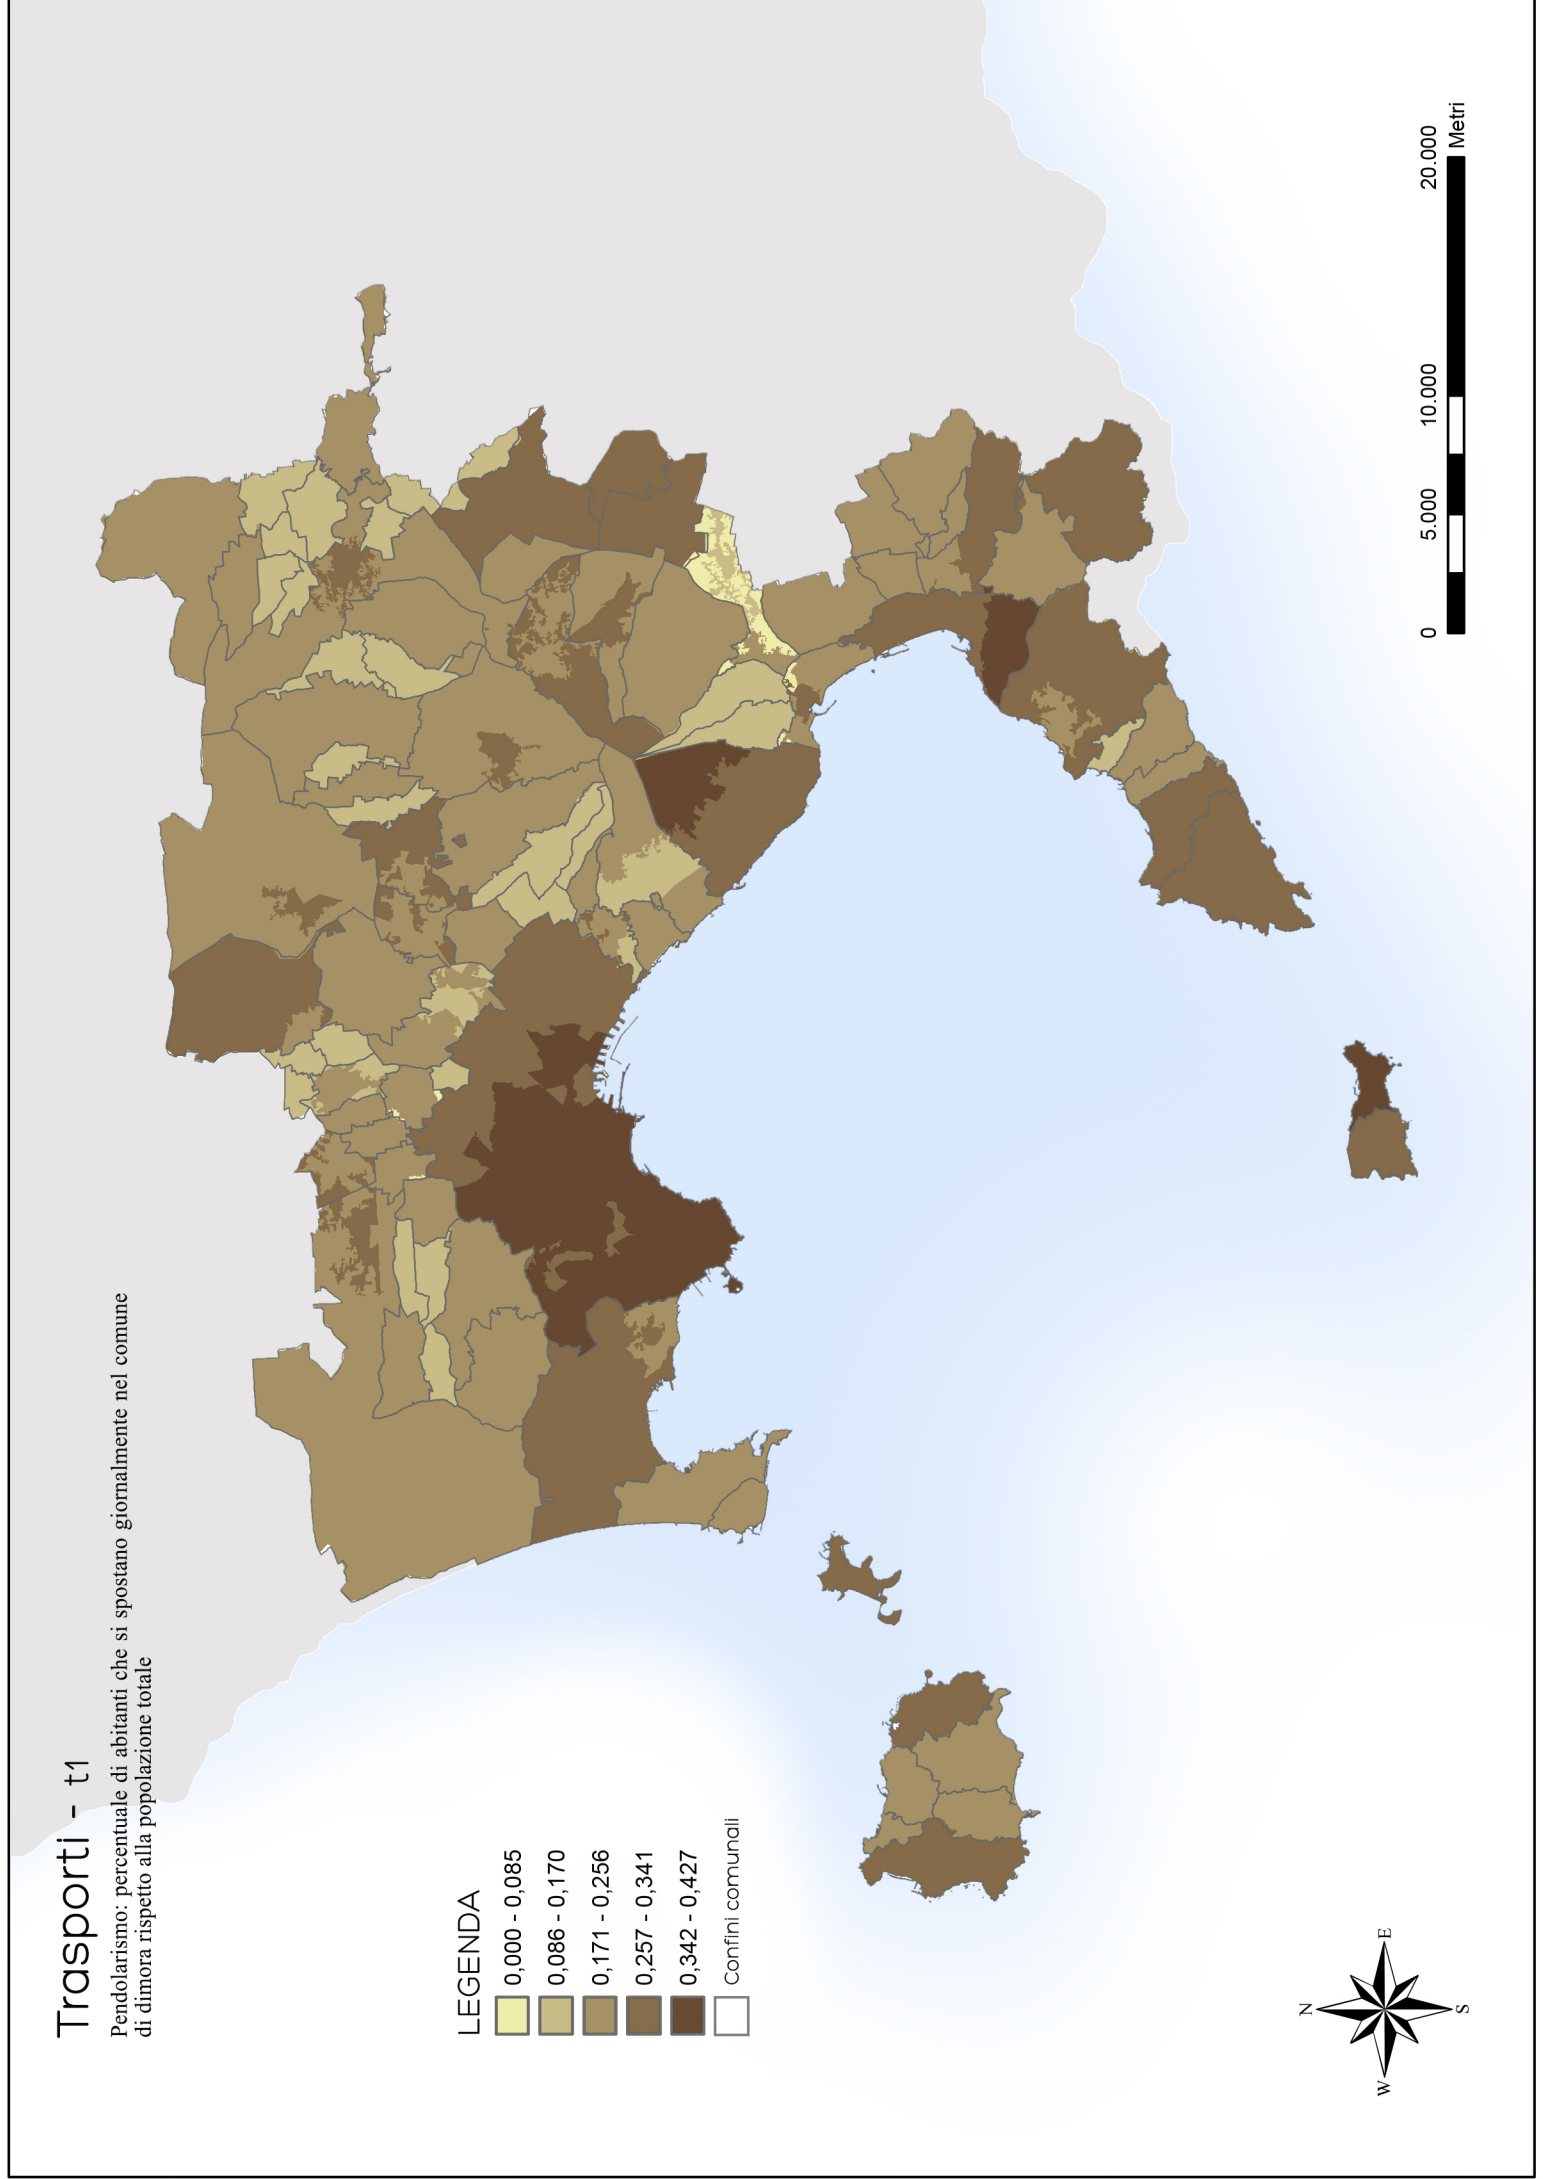 Trasporti - t1
Pendolarismo: percentuale di abitanti che si spostano giornalmente nel comune
di dimora rispetto alla popolazione totale
LEGENDA
0,000 - 0,085
0,086 - 0,170
0,171 - 0,256
0,257 - 0,341
0,342 - 0,427
Confini comunali
N
W E
S
0 5.000 10.000 20.000
Metri